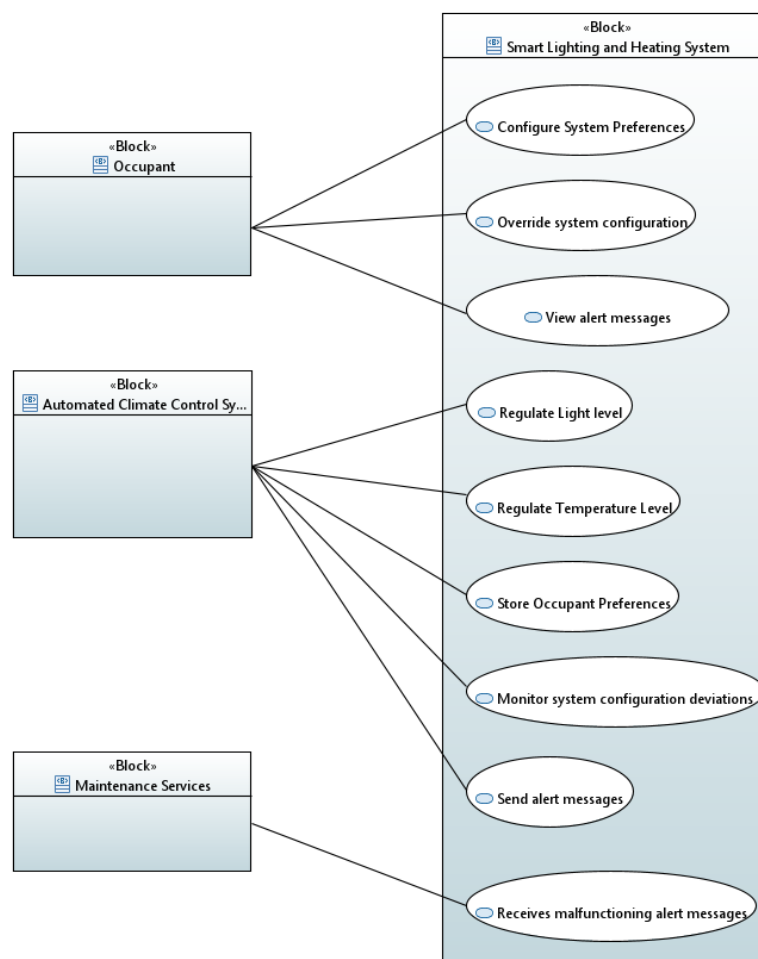 «Block»
Smart Lighting and Heating System
Configure System Preferences
«Block»
Occupant
Override system configuration
View alert messages
«Block»
Automated Climate Control Sy...
Regulate Light level
Regulate Temperature Level
Store Occupant Preferences
Monitor system configuration deviations
«Block»
Maintenance Services
Send alert messages
Receives malfunctioning alert messages